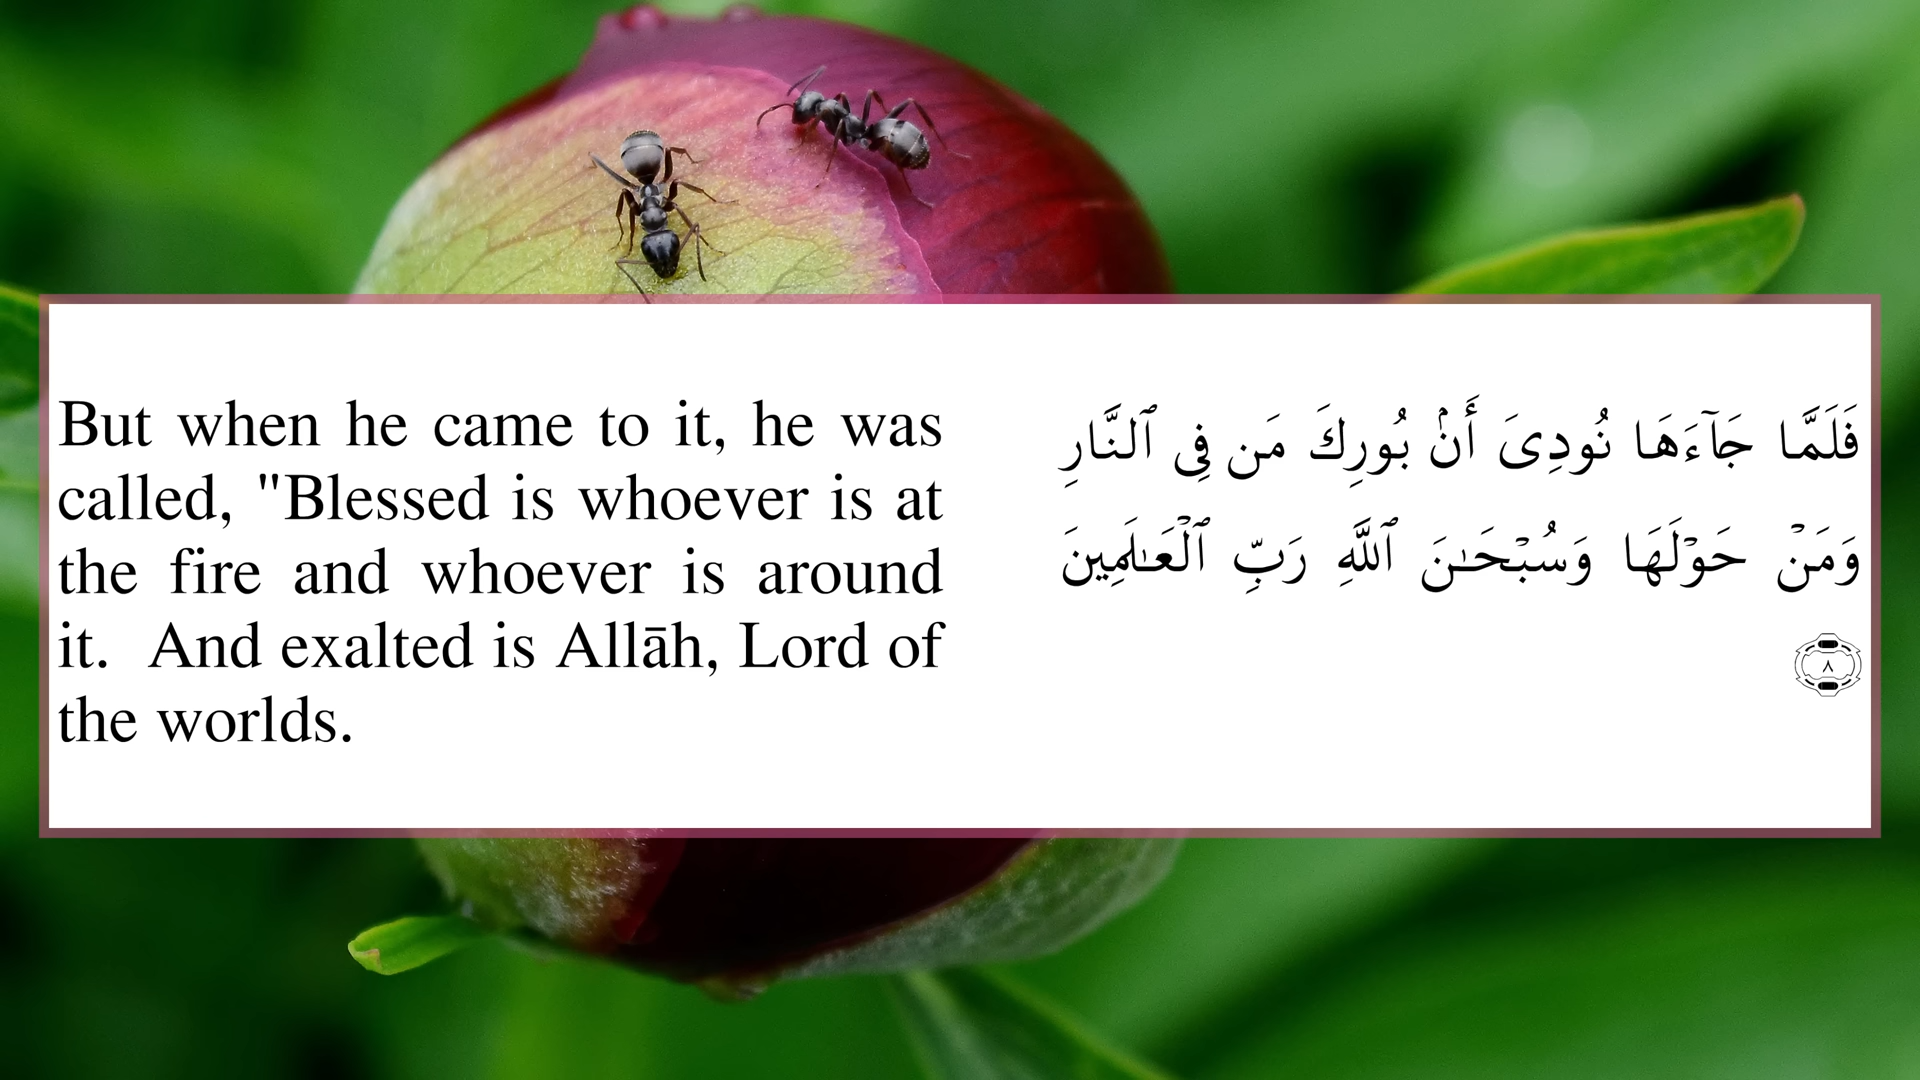 But when he came to it, he was
called, "Blessed is whoever is at
the fire and whoever is around
it.  And exalted is Allāh, Lord of
the worlds.
فَلَمَّا جَآءَهَا نُودِىَ أَنۢ بُورِكَ مَن فِى ٱلنَّارِ
وَمَنْ حَوْلَهَا وَسُبْحَـٰنَ ٱللَّهِ رَبِّ ٱلْعَـٰلَمِينَ
٨